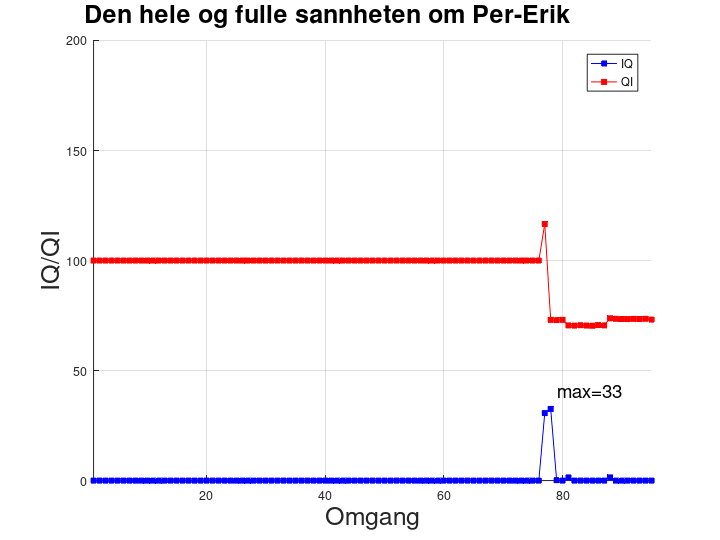 Den hele og fulle sannheten om Per-Erik
200
IQ
QI
150
IQ/QI
100
50
max=33
0
20 40 60 80
Omgang